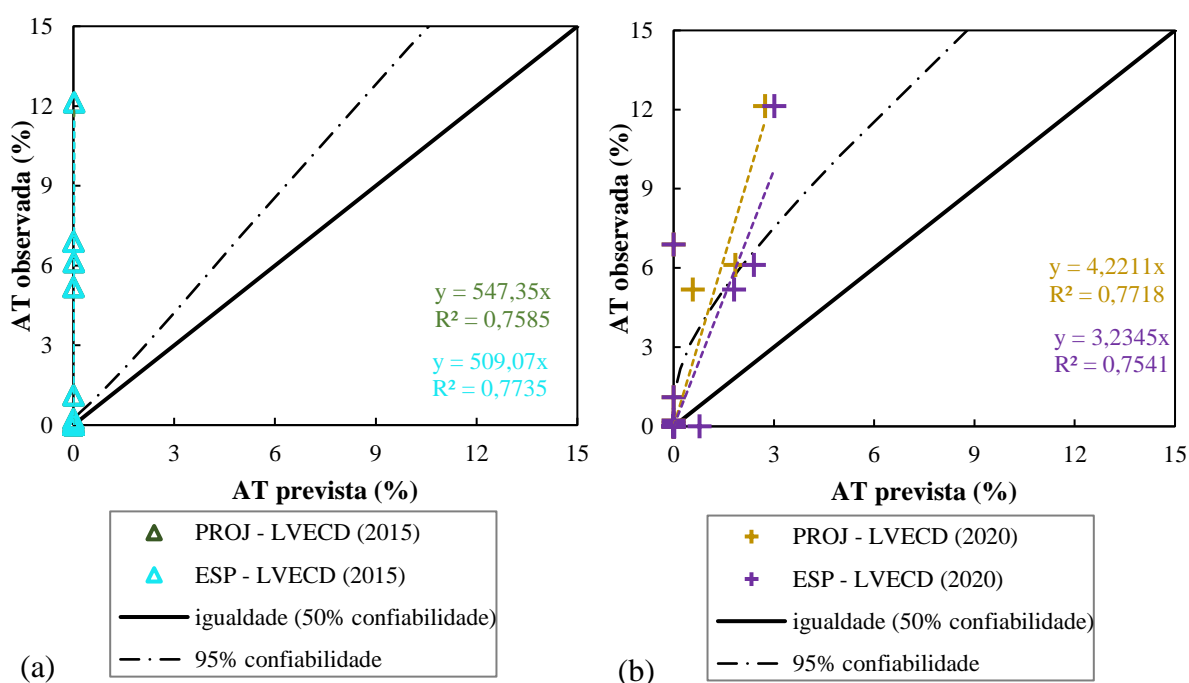 15
12
9
6
3
0
AT observada (%)
y = 547,35x
R² = 0,7585
y = 509,07x
R² = 0,7735
0
3
6
9
12
15
AT prevista (%)
PROJ - LVECD (2015)
ESP - LVECD (2015)
igualdade (50% confiabilidade)
95% confiabilidade
(a)
15
12
9
6
3
0
AT observada (%)
y = 4,2211x
R² = 0,7718
y = 3,2345x
R² = 0,7541
0
3
6
9
12
15
AT prevista (%)
PROJ - LVECD (2020)
ESP - LVECD (2020)
igualdade (50% confiabilidade)
95% confiabilidade
(b)